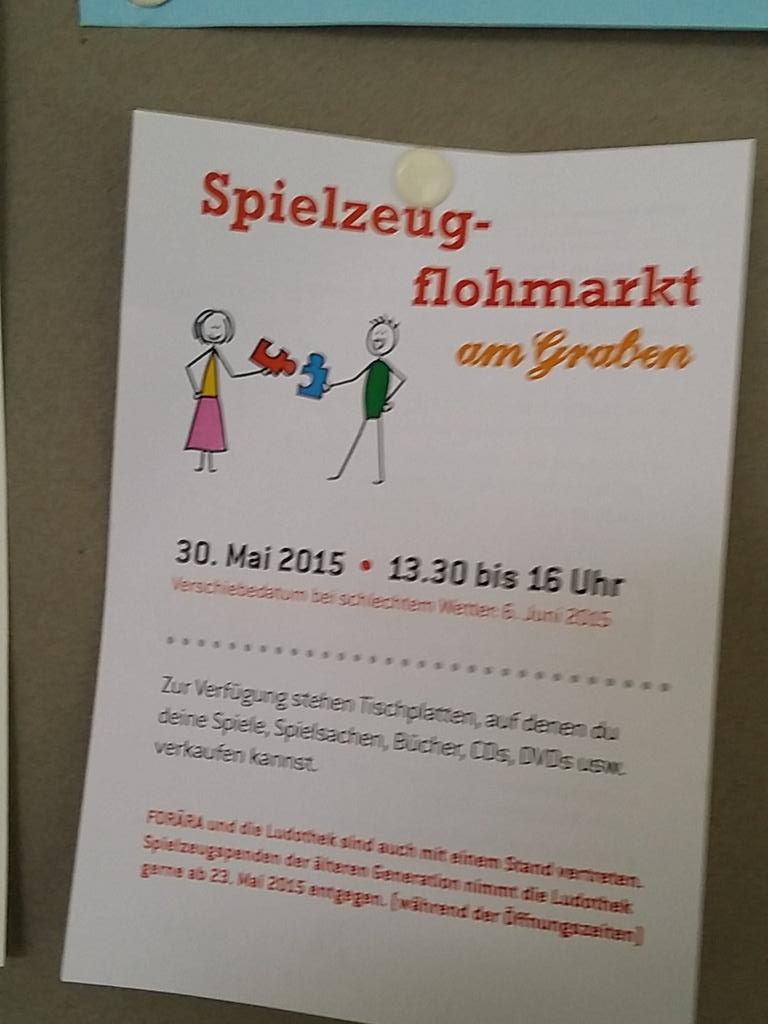 Spielzeug-
flohmarkt
am Graben
30. Mai 2015 • 13.30 bis 16 Uhr
Verschiebedatum bei schlechtem Wetter: 6. Juni 2015
Zur Verfügung stehen Tischplatten, auf denen du
deine Spiele, Spielsachen, Bücher, CDs, DVDs usw.
verkaufen kannst.
FORÄRA und die Ludothek sind auch mit einem Stand vertreten.
Spielzeugspenden der älteren Generation nimmt die Ludothek
gerne ab 23. Mai 2015 entgegen. (während der Öffnungszeiten)